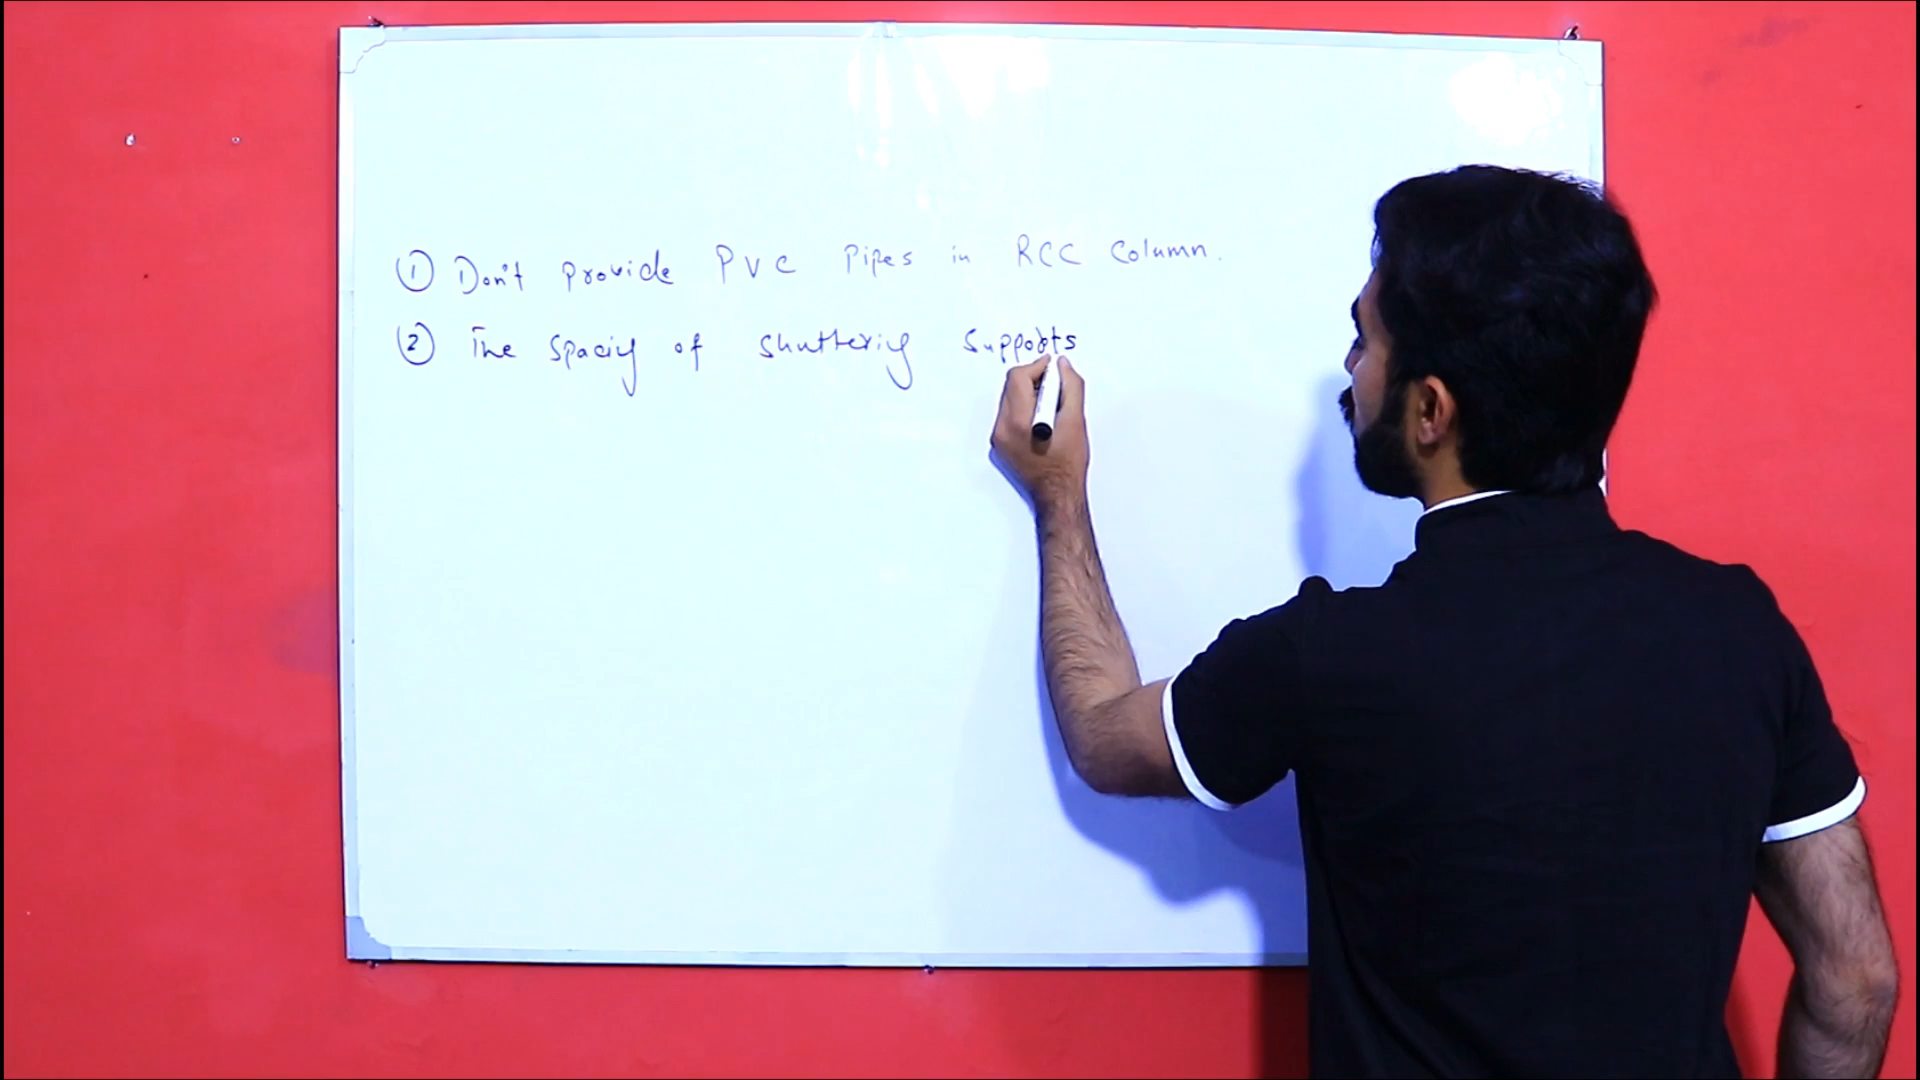 ① Don't provide PVC Pipes in RCC Column.
② The spacing of shuttering supports